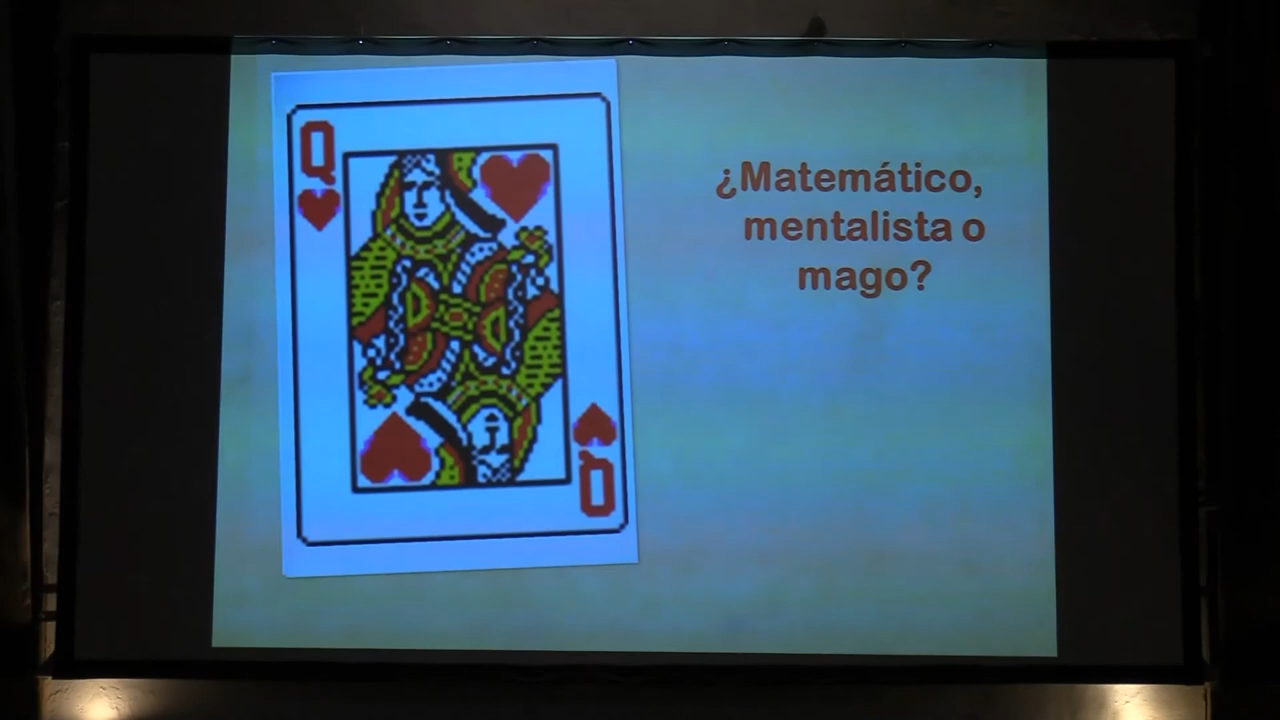 Q
¿Matemático,
mentalista o
mago?
Q